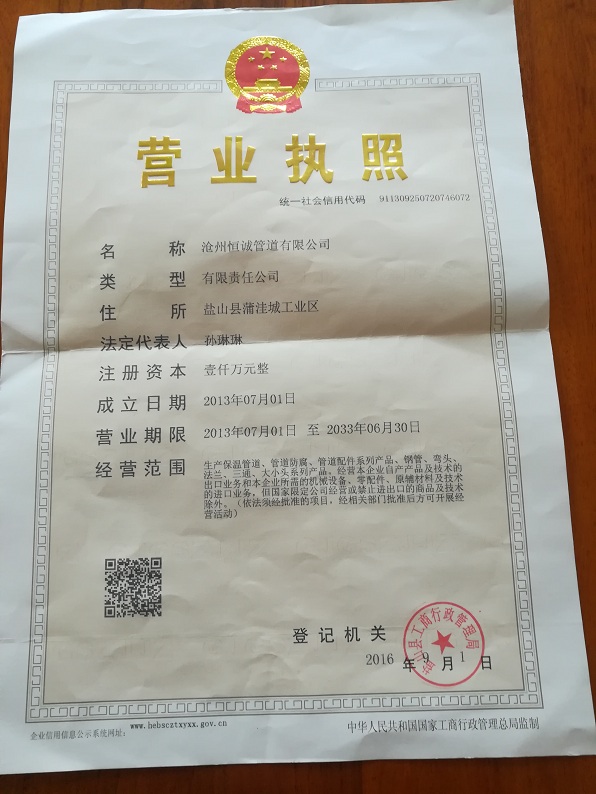 营业执照
统一社会信用代码 911309250720746072
名称 沧州恒诚管道有限公司
类型 有限责任公司
住所 盐山县蒲洼城工业区
法定代表人 孙琳琳
注册资本 壹仟万元整
成立日期 2013年07月01日
营业期限 2013年07月01日 至 2033年06月30日
经营范围 生产保温管道、管道防腐、管道配件系列产品、钢管、弯头、
法兰、三通、大小头系列产品。经营本企业自产产品及技术的
出口业务和本企业所需的机械设备、零配件、原辅材料及技术
的进口业务，但国家限定公司经营或禁止进出口的商品及技术
除外。（依法须经批准的项目，经相关部门批准后方可开展经
营活动）
登记机关
盐山县工商行政管理局
2016 年 9 月 1 日
企业信用信息公示系统网址： www.hebscztxyxx.gov.cn
中华人民共和国国家工商行政管理总局监制